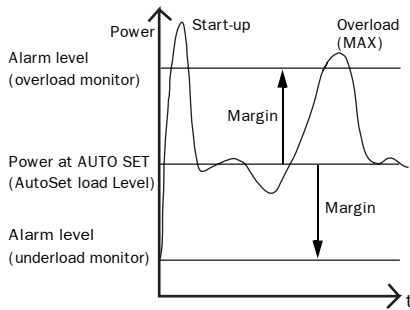 Power
Start-up
Overload
(MAX)
Alarm level
(overload monitor)
Margin
Power at AUTO SET
(AutoSet load Level)
Margin
Alarm level
(underload monitor)
t